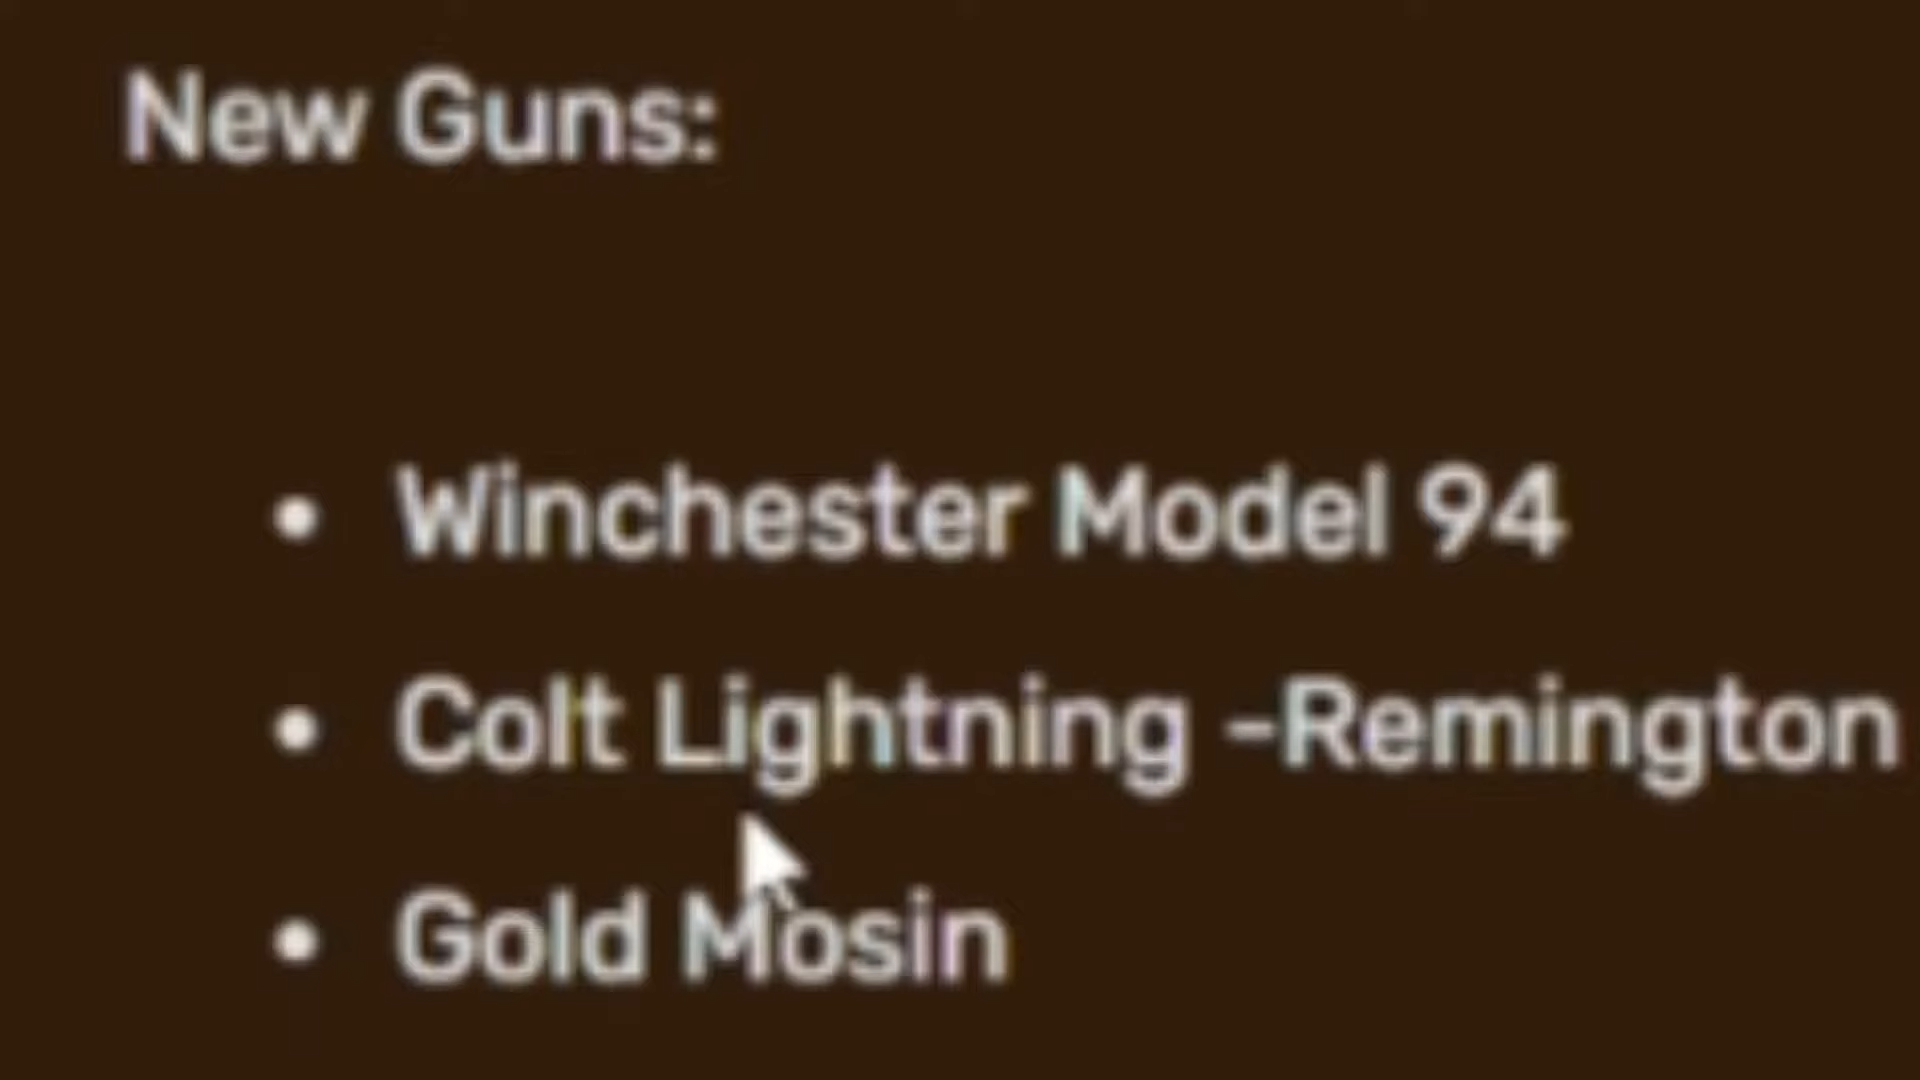 New Guns:
• Winchester Model 94
• Colt Lightning -Remington
• Gold Mosin